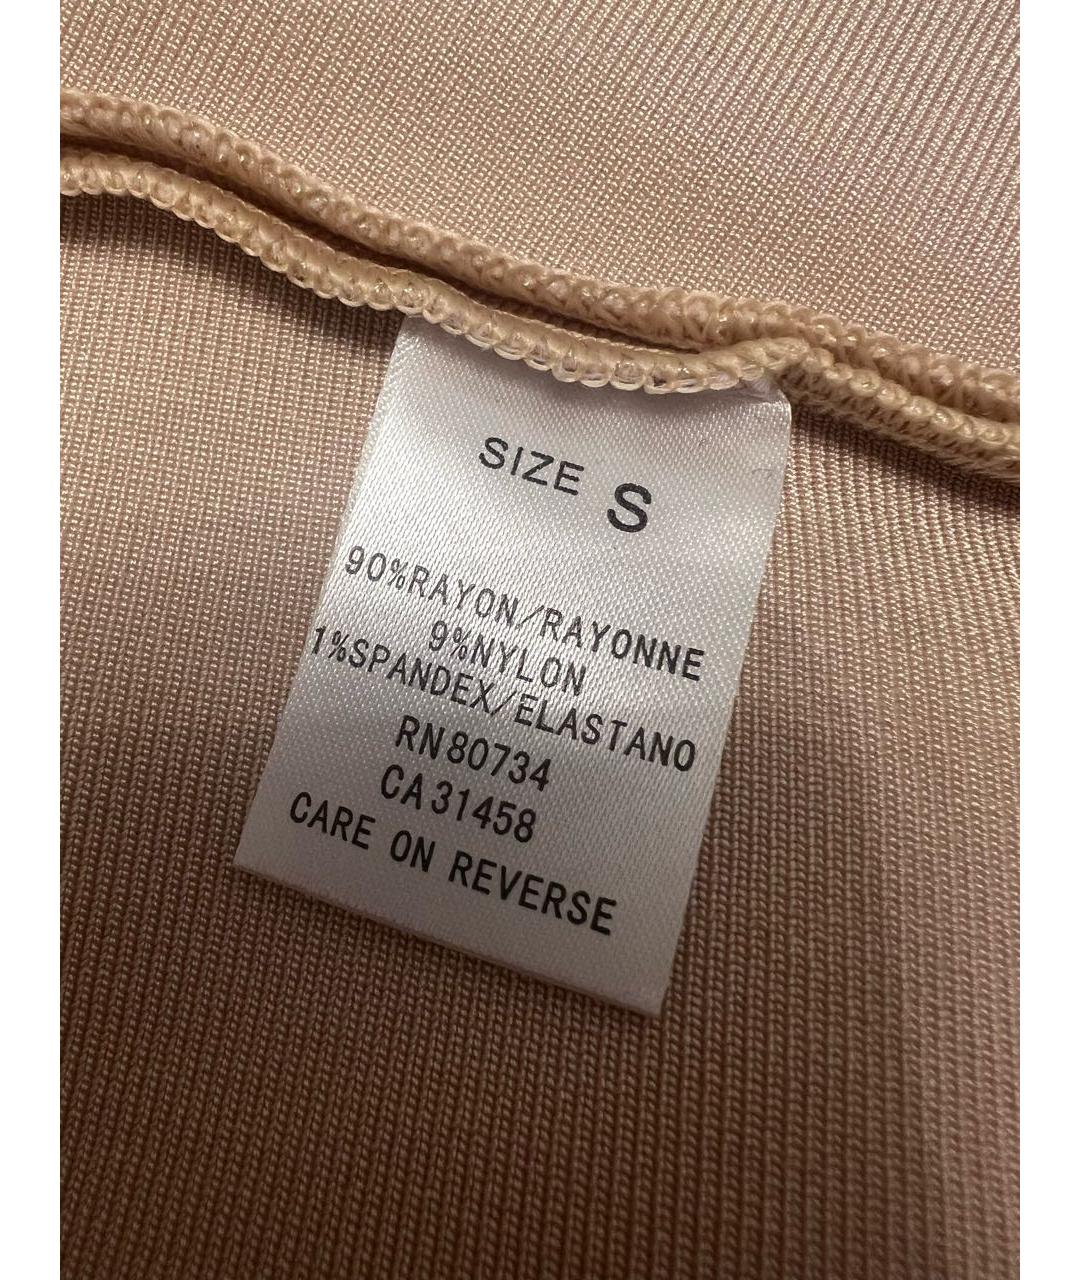 SIZE S
90%RAYON/RAYONNE
9%NYLON
1%SPANDEX/ELASTANO
RN80734
CA31458
CARE ON REVERSE